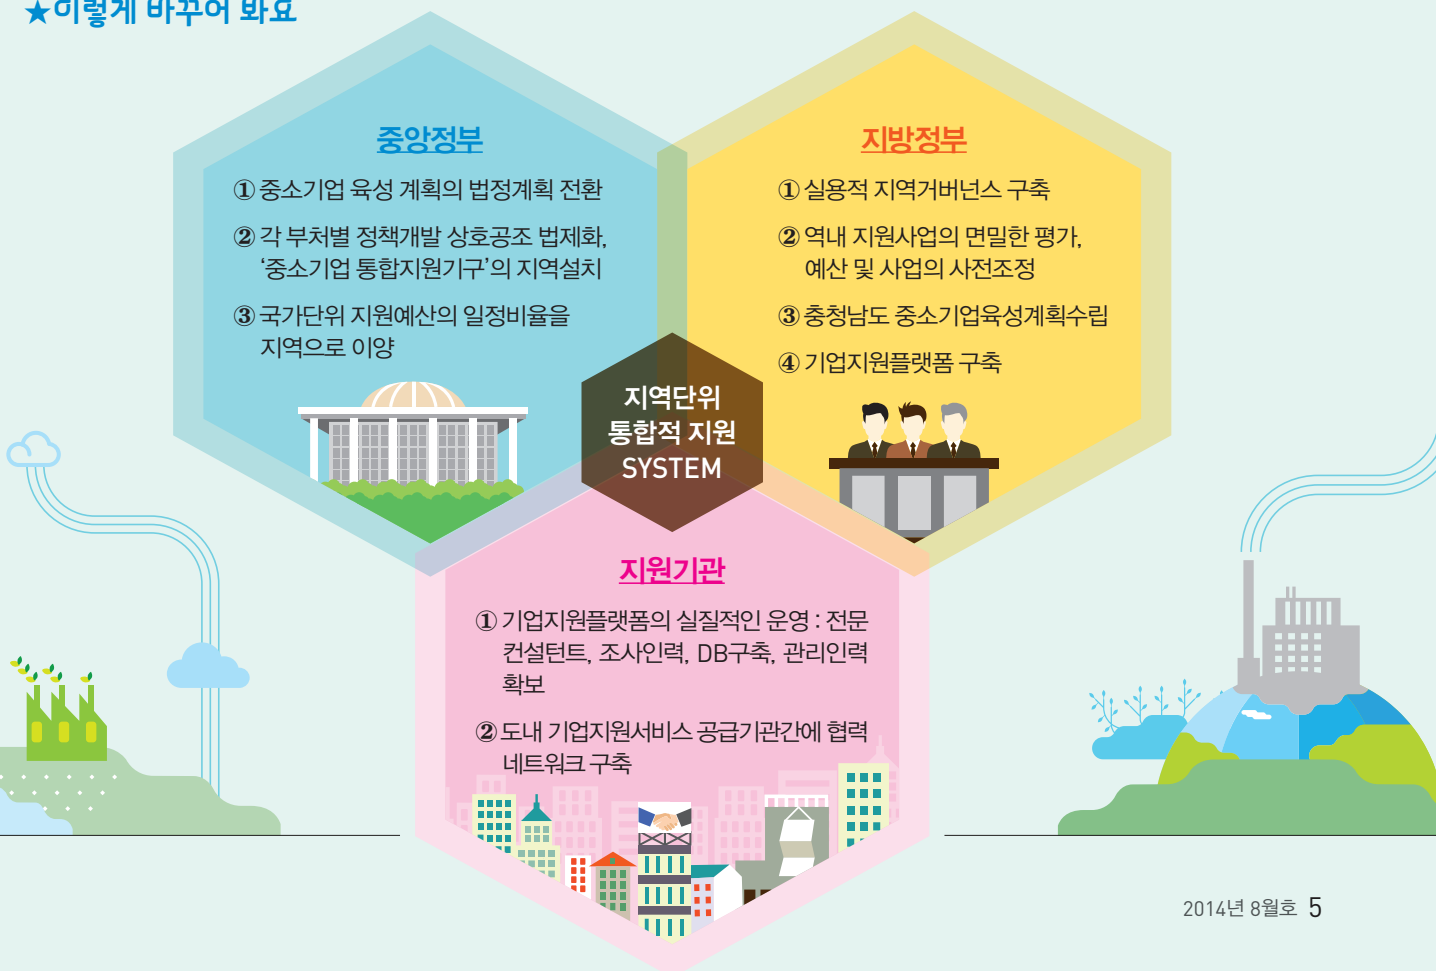 ★이렇게 바꾸어 봐요
중앙정부
① 중소기업 육성 계획의 법정계획 전환
② 각 부처별 정책개발 상호공조 법제화,
‘중소기업 통합지원기구’의 지역설치
③ 국가단위 지원예산의 일정비율을
지역으로 이양
지방정부
① 실용적 지역거버넌스 구축
② 역내 지원사업의 면밀한 평가,
예산 및 사업의 사전조정
③ 충청남도 중소기업육성계획수립
④ 기업지원플랫폼 구축
지역단위
통합적 지원
SYSTEM
지원기관
① 기업지원플랫폼의 실질적인 운영 : 전문
컨설턴트, 조사인력, DB구축, 관리인력
확보
② 도내 기업지원서비스 공급기관간에 협력
네트워크 구축
2014년 8월호 5